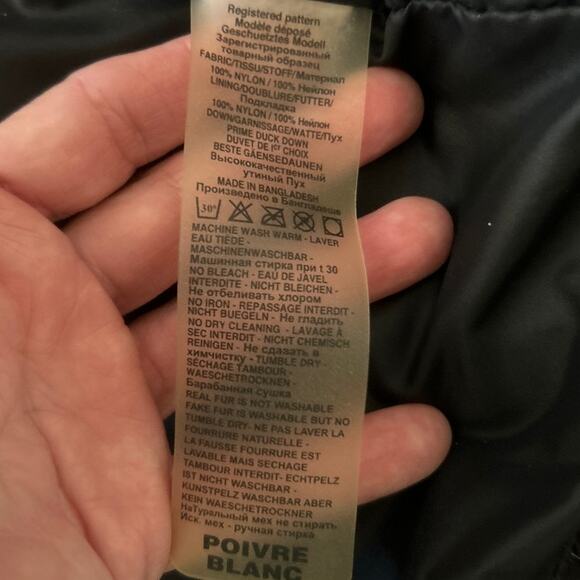 Registered pattern
Modèle déposé
Geschuetztes Modell
Зарегистрированный
товарный образец
FABRIC/TISSU/STOFF/Материал
100% NYLON / 100% Нейлон
LINING/DOUBLURE/FUTTER/
Подкладка
100% NYLON / 100% Нейлон
DOWN/GARNISSAGE/WATTE/Пух
PRIME DUCK DOWN
DUVET DE Iᵉʳ CHOIX
BESTE GÄENSEDAUNEN
Высококачественный
утиный Пух
MADE IN BANGLADESH
Произведено в Бангладеше
30°
MACHINE WASH WARM - LAVER
EAU TIEDE -
MASCHINENWASCHBAR -
Машинная стирка при t 30
NO BLEACH - EAU DE JAVEL
INTERDITE - NICHT BLEICHEN -
Не отбеливать хлором
NO IRON - REPASSAGE INTERDIT -
NICHT BUEGELN - Не гладить
NO DRY CLEANING - LAVAGE À
SEC INTERDIT - NICHT CHEMISCH
REINIGEN - Не сдавать в
химчистку - TUMBLE DRY -
SÉCHAGE TAMBOUR -
WAESCHETROCKNEN -
Барабанная сушка
REAL FUR IS NOT WASHABLE
FAKE FUR IS WASHABLE BUT NO
TUMBLE DRY- NE PAS LAVER LA
FOURRURE NATURELLE -
LA FAUSSE FOURRURE EST
LAVABLE MAIS SECHAGE
TAMBOUR INTERDIT- ECHTPELZ
IST NICHT WASCHBAR -
KUNSTPELZ WASCHBAR ABER
KEIN WAESCHETROCKNER
НаТуральный мех не стирать
Иск. мех - ручная стирка
POIVRE
BLANC